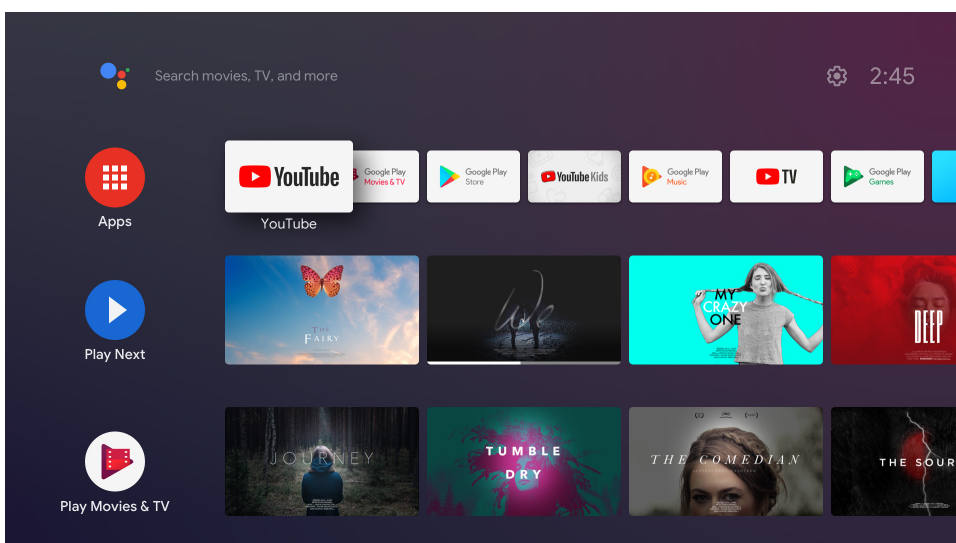 Search movies, TV, and more
2:45
Apps
YouTube
Google Play
Movies & TV
Google Play
Store
YouTube Kids
Google Play
Music
TV
Google Play
Games
YouTube
Play Next
THE
FAIRY
We
MY
CRAZY
ONE
DEEP
Play Movies & TV
JOURNEY
TUMBLE
DRY
THE COMEDIAN
THE SOUR